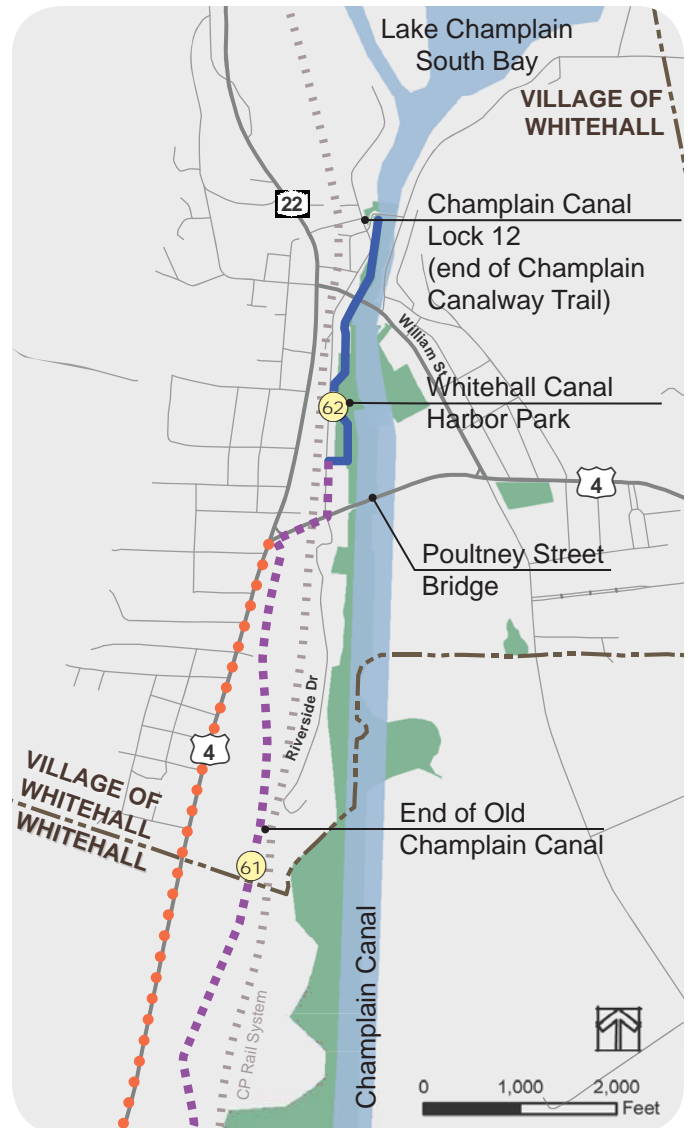 Lake Champlain
South Bay
VILLAGE OF
WHITEHALL
22
Champlain Canal
Lock 12
(end of Champlain
Canalway Trail)
William St
Whitehall Canal
Harbor Park
62
4
Poultney Street
Bridge
Riverside Dr
4
VILLAGE OF
WHITEHALL
WHITEHALL
End of Old
Champlain Canal
61
CP Rail System
Champlain Canal
0 1,000 2,000
Feet